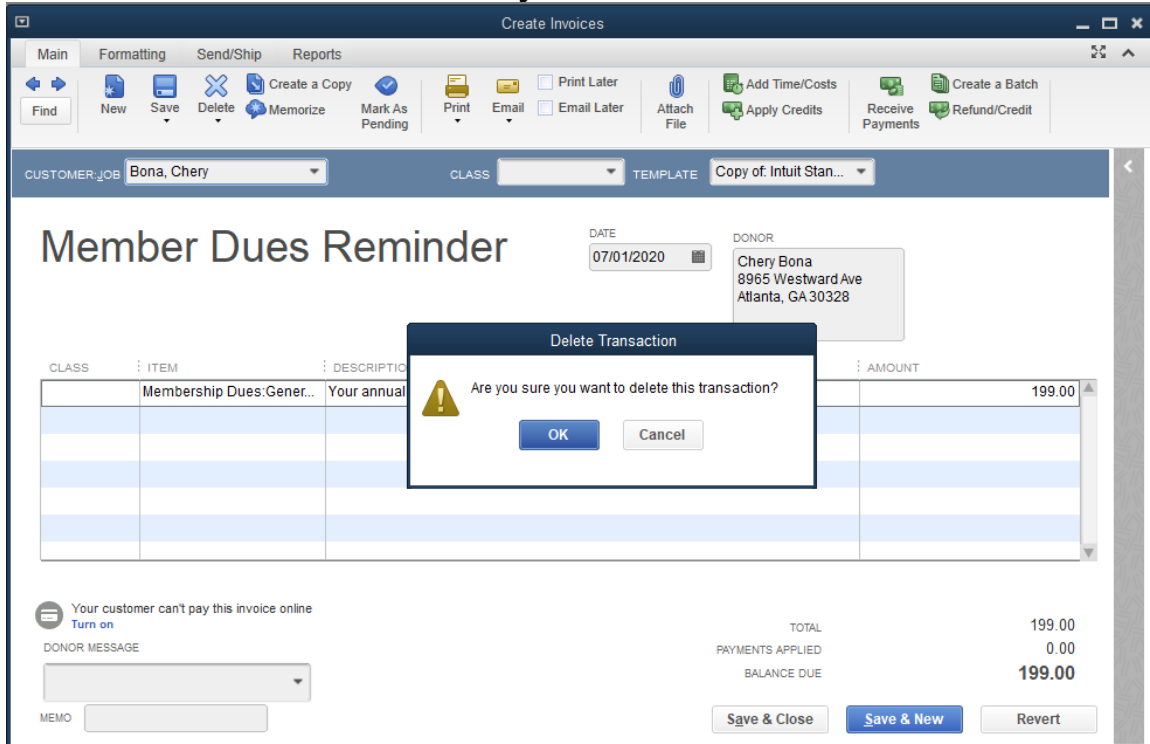 Create Invoices
Main Formatting Send/Ship Reports
Find New Save Delete Create a Copy Memorize Mark As Pending Print Email Print Later Email Later Attach File Add Time/Costs Apply Credits Receive Payments Create a Batch Refund/Credit
CUSTOMER:JOB Bona, Chery CLASS TEMPLATE Copy of: Intuit Stan...
Member Dues Reminder
DATE
07/01/2020
DONOR
Chery Bona
8965 Westward Ave
Atlanta, GA 30328
Delete Transaction
Are you sure you want to delete this transaction?
OK Cancel
CLASS ITEM DESCRIPTIO AMOUNT
Membership Dues:Gener... Your annual 199.00
Your customer can't pay this invoice online
Turn on
DONOR MESSAGE
MEMO
TOTAL 199.00
PAYMENTS APPLIED 0.00
BALANCE DUE 199.00
Save & Close Save & New Revert